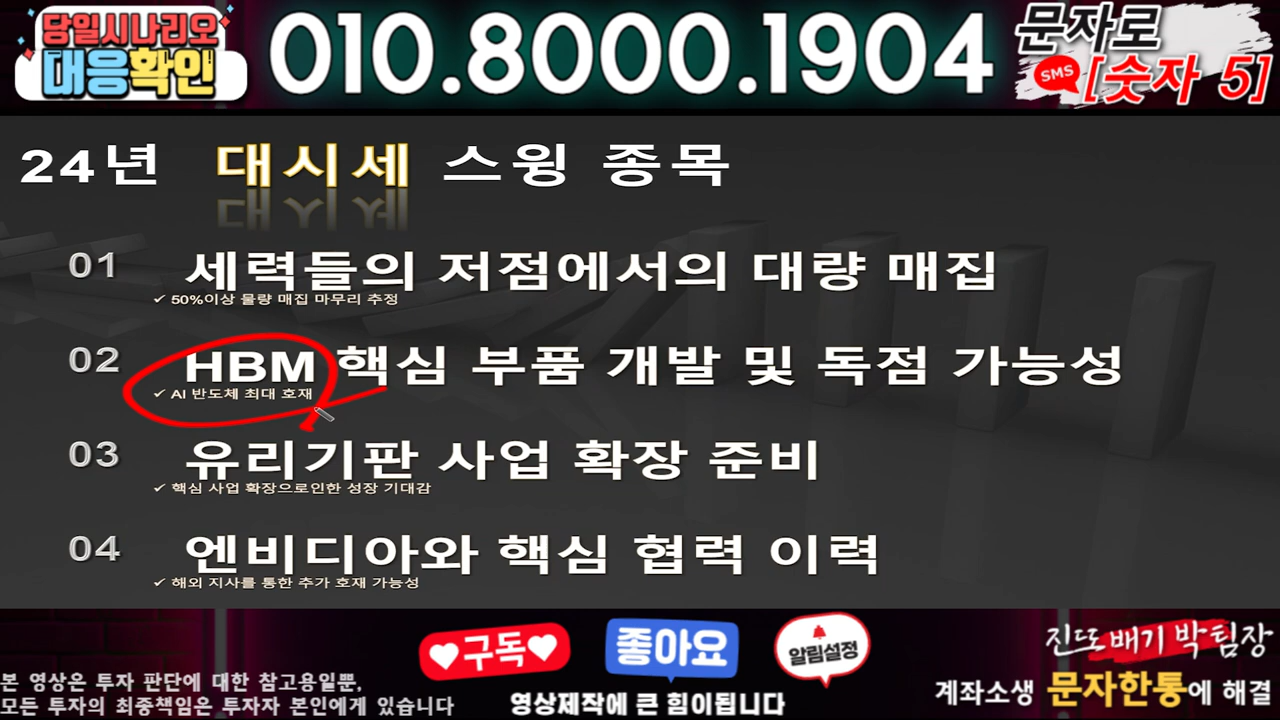 당일시나리오
대응확인
010.8000.1904
문자로
SMS [숫자 5]
24년 대시세 스윙 종목
01 세력들의 저점에서의 대량 매집
✓ 50%이상 물량 매집 마무리 추정
02 HBM 핵심 부품 개발 및 독점 가능성
✓ AI 반도체 최대 호재
03 유리기판 사업 확장 준비
✓ 핵심 사업 확장으로인한 성장 기대감
04 엔비디아와 핵심 협력 이력
✓ 해외 지사를 통한 추가 호재 가능성
구독
좋아요
알림설정
영상제작에 큰 힘이됩니다
본 영상은 투자 판단에 대한 참고용일뿐,
모든 투자의 최종책임은 투자자 본인에게 있습니다
진또배기 박팀장
계좌소생 문자한통에 해결